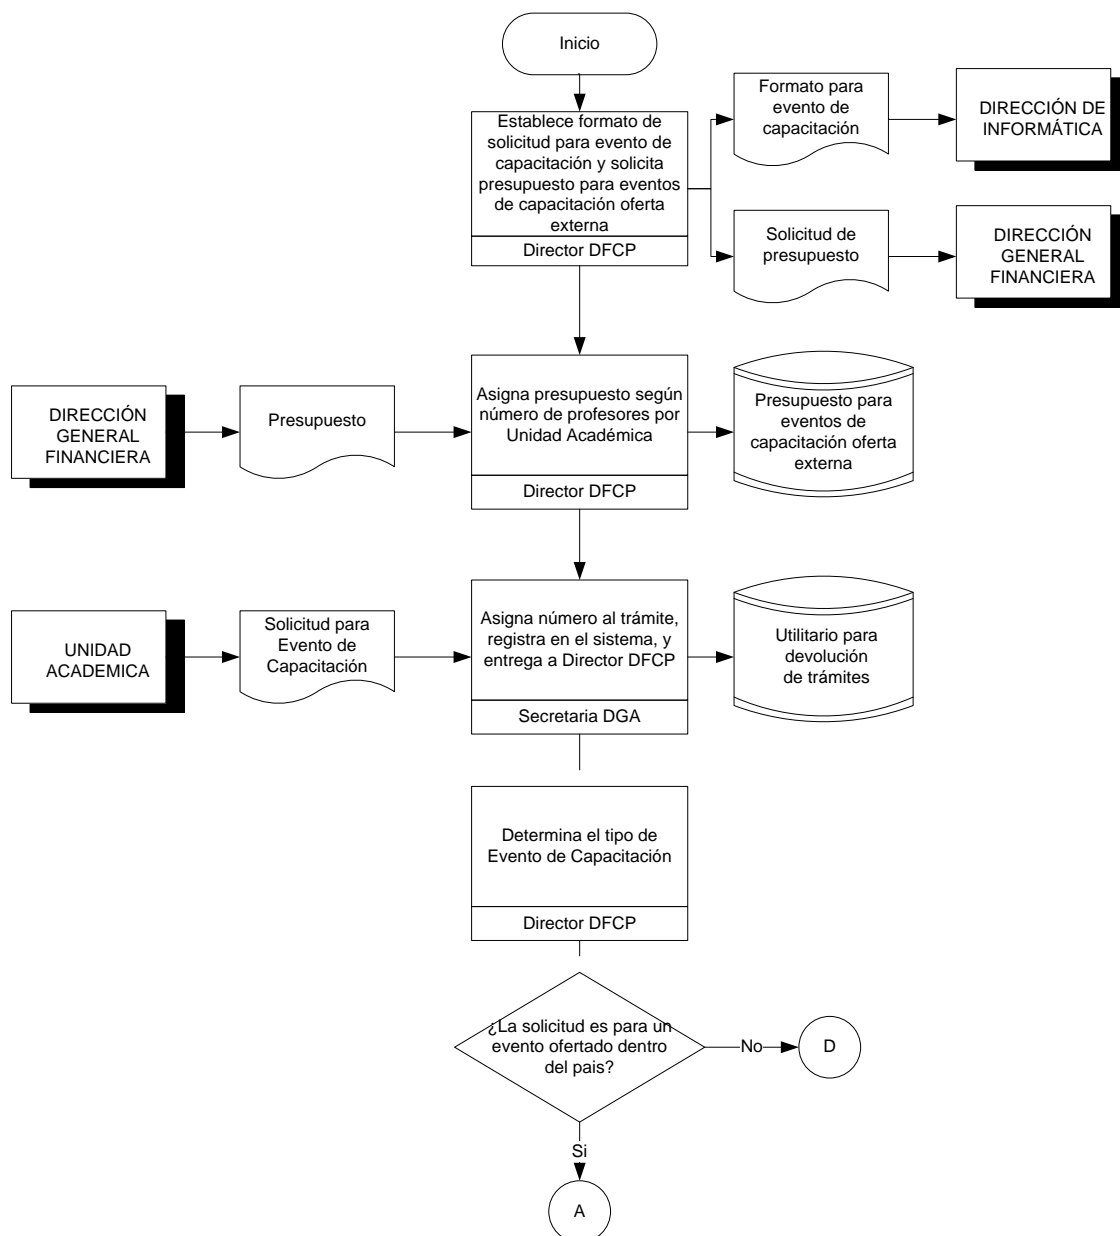 Inicio
Establece formato de
solicitud para evento de
capacitación y solicita
presupuesto para eventos
de capacitación oferta
externa
Director DFCP
Formato para
evento de
capacitación
DIRECCIÓN DE
INFORMÁTICA
Solicitud de
presupuesto
DIRECCIÓN
GENERAL
FINANCIERA
DIRECCIÓN
GENERAL
FINANCIERA
Presupuesto
Asigna presupuesto según
número de profesores por
Unidad Académica
Director DFCP
Presupuesto para
eventos de
capacitación oferta
externa
UNIDAD
ACADEMICA
Solicitud para
Evento de
Capacitación
Asigna número al trámite,
registra en el sistema, y
entrega a Director DFCP
Secretaria DGA
Utilitario para
devolución
de trámites
Determina el tipo de
Evento de Capacitación
Director DFCP
¿La solicitud es para un
evento ofertado dentro
del pais?
No
D
Si
A